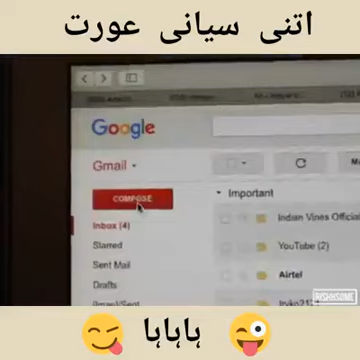 اتنی سیانی عورت
Google
Gmail
COMPOSE
Important
Inbox (4)
Indian Vines Official
Starred
YouTube (2)
Sent Mail
Airtel
Drafts
RISHHSOME
ہاہاہا